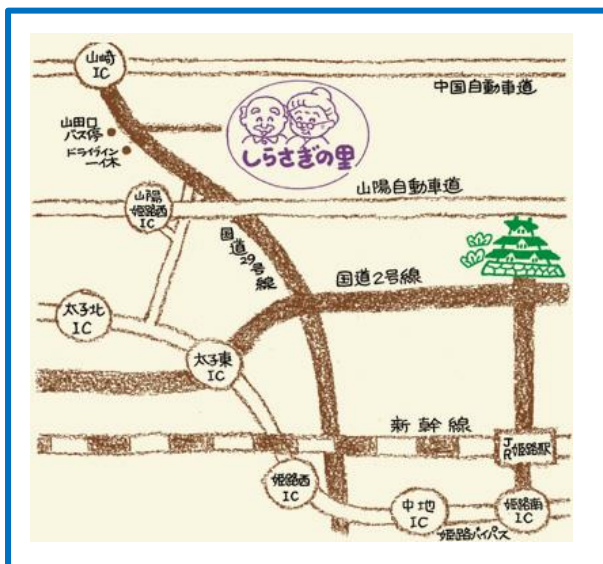 山崎
IC
中国自動車道
山田口
バス停
ドライブイン
一休
しらさぎの里
山陽自動車道
山陽
姫路西
IC
国道29号線
国道2号線
太子北
IC
太子東
IC
新幹線
JR姫路駅
姫路西
IC
中地
IC
姫路南
IC
姫路バイパス